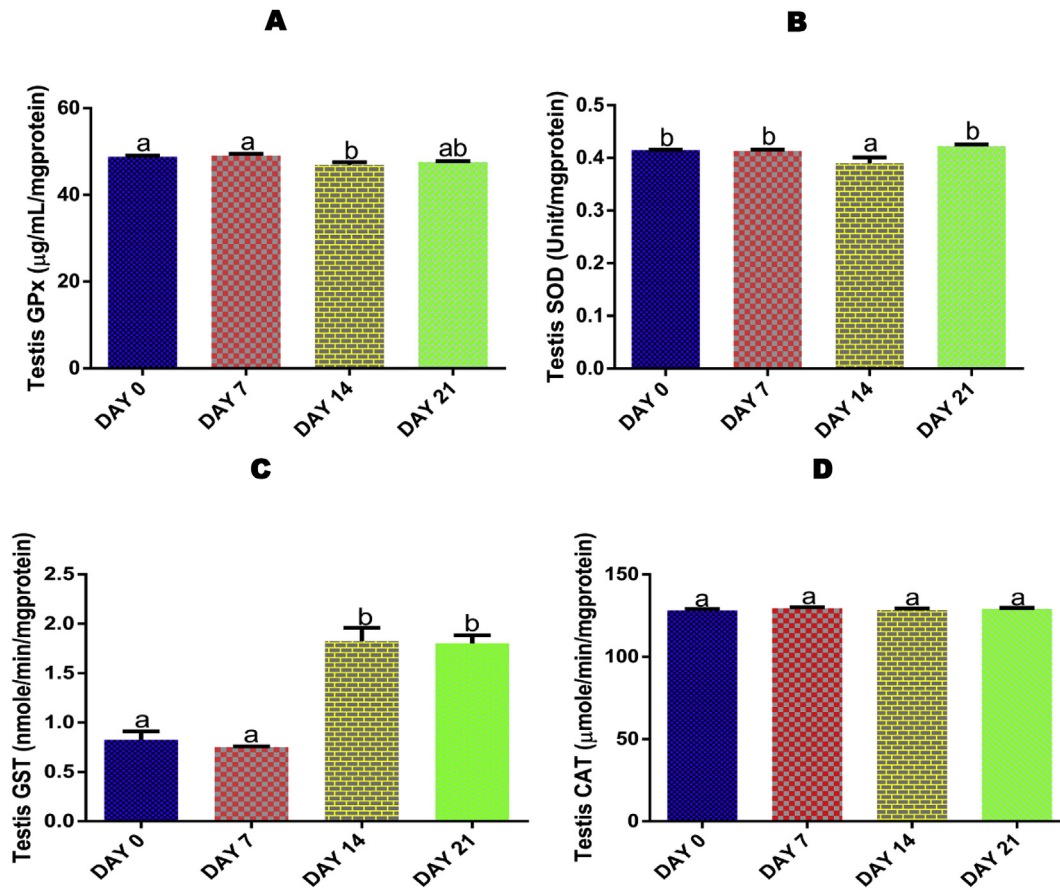 A
Testis GPx (μg/mL/mgprotein)
60
40
20
0
a
a
b
ab
DAY 0
DAY 7
DAY 14
DAY 21
B
Testis SOD (Unit/mgprotein)
0.5
0.4
0.3
0.2
0.1
0.0
b
b
a
b
DAY 0
DAY 7
DAY 14
DAY 21
C
Testis GST (nmole/min/mgprotein)
2.5
2.0
1.5
1.0
0.5
0.0
a
a
b
b
DAY 0
DAY 7
DAY 14
DAY 21
D
Testis CAT (μmole/min/mgprotein)
150
100
50
0
a
a
a
a
DAY 0
DAY 7
DAY 14
DAY 21